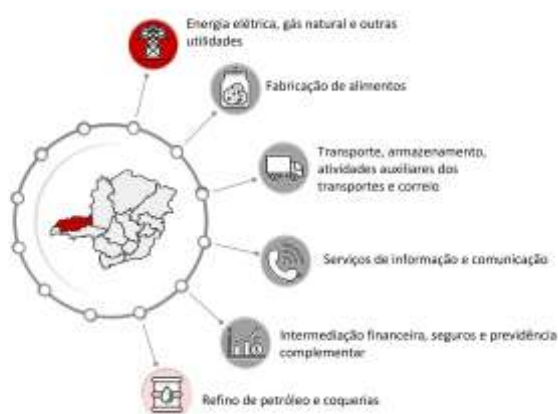 Energia elétrica, gás natural e outras
utilidades
Fabricação de alimentos
Transporte, armazenamento,
atividades auxiliares dos
transportes e correio
Serviços de informação e comunicação
Intermediação financeira, seguros e previdência
complementar
Refino de petróleo e coquerias